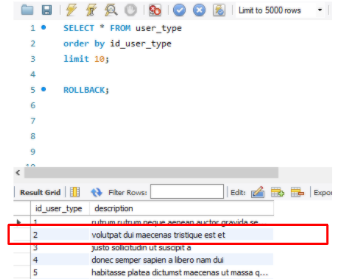 Limit to 5000 rows
1 SELECT * FROM user_type
2 order by id_user_type
3 limit 10;
4
5 ROLLBACK;
6
7
8
9
Result Grid Filter Rows: Edit: Expor
id_user_type description
1 rutrum rutrum neque aenean auctor gravida se...
2 volutpat dui maecenas tristique est et
3 justo sollicitudin ut suscipit a
4 donec semper sapien a libero nam dui
5 habitasse platea dictumst maecenas ut massa q...